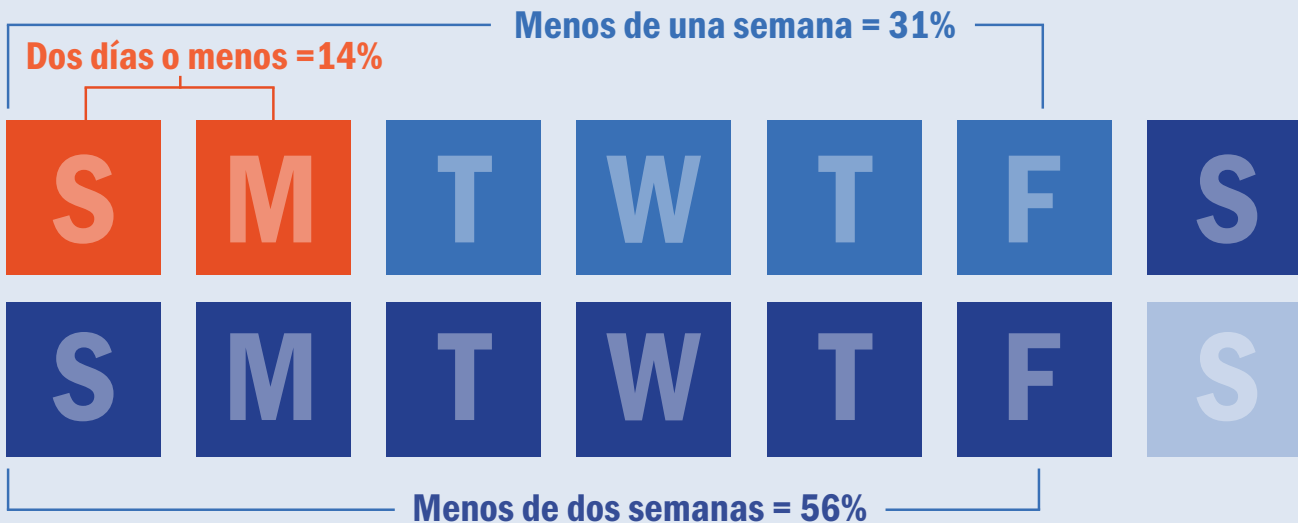 Menos de una semana = 31%
Dos días o menos =14%
S M T W T F S
S M T W T F S
Menos de dos semanas = 56%